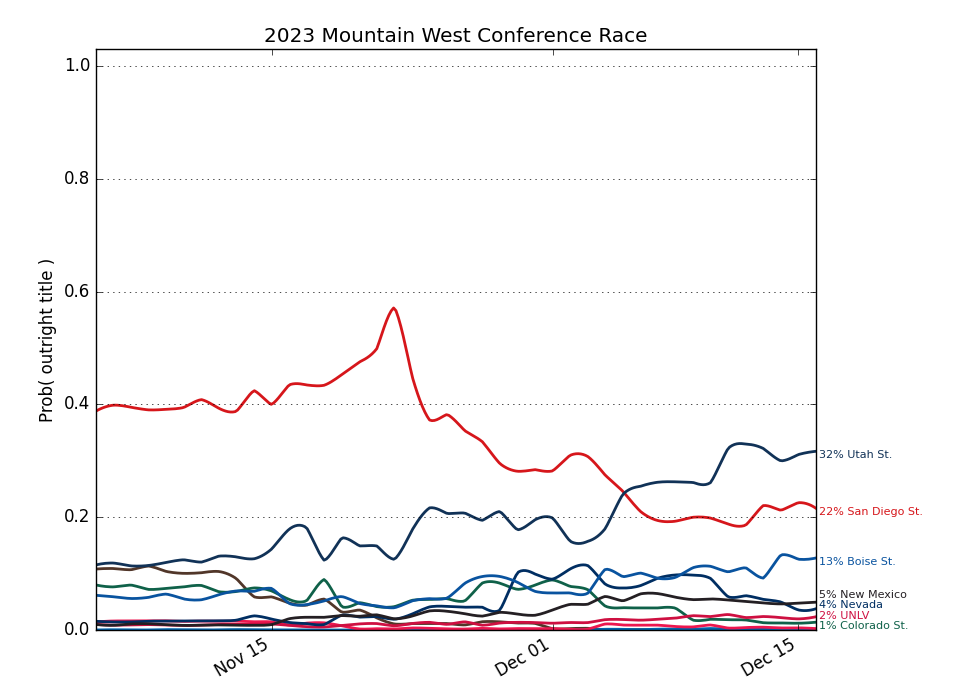 2023 Mountain West Conference Race
Prob( outright title )
1.0
0.8
0.6
0.4
0.2
0.0
Nov 15
Dec 01
Dec 15
32% Utah St.
22% San Diego St.
13% Boise St.
5% New Mexico
4% Nevada
2% UNLV
1% Colorado St.